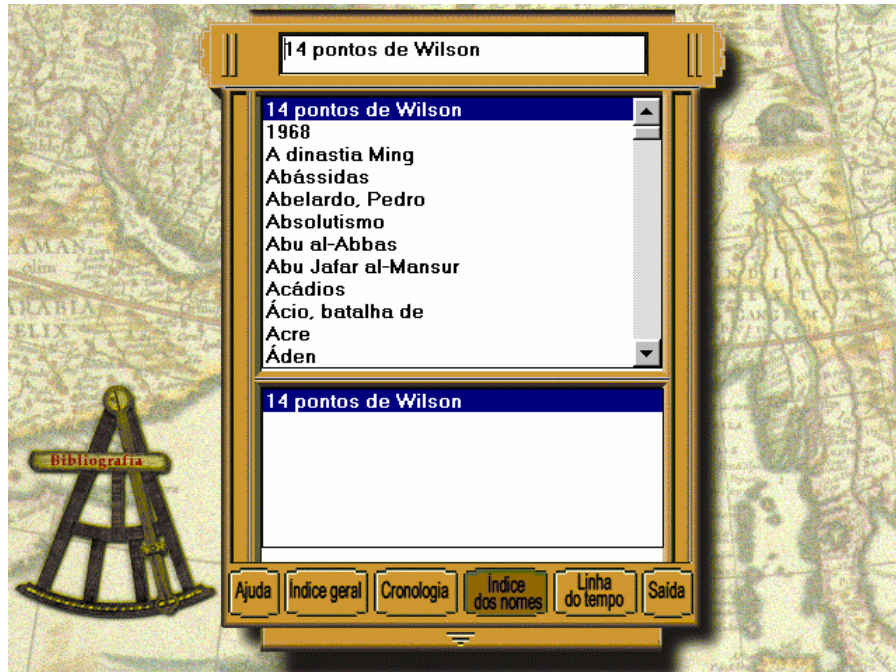 14 pontos de Wilson
14 pontos de Wilson
1968
A dinastia Ming
Abássidas
Abelardo, Pedro
Absolutismo
Abu al-Abbas
Abu Jafar al-Mansur
Acádios
Ácio, batalha de
Acre
Áden
14 pontos de Wilson
Bibliografia
Ajuda
Índice geral
Cronologia
Índice
dos nomes
Linha
do tempo
Saída